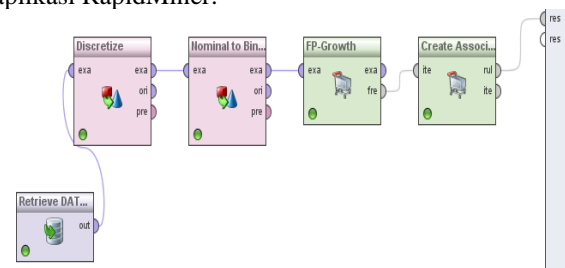 aplikasi RapidMiner.
Discretize
exa
exa
ori
pre
Nominal to Bin...
exa
exa
ori
pre
FP-Growth
exa
exa
fre
Create Associ...
ite
rul
ite
res
res
Retrieve DAT...
out